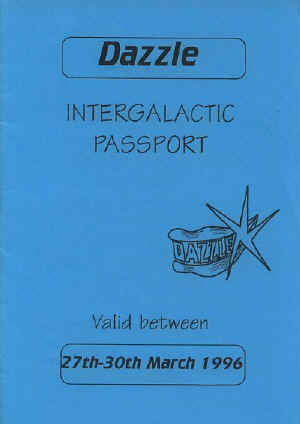 Dazzle
INTERGALACTIC
PASSPORT
DAZZLE
Valid between
27th-30th March 1996